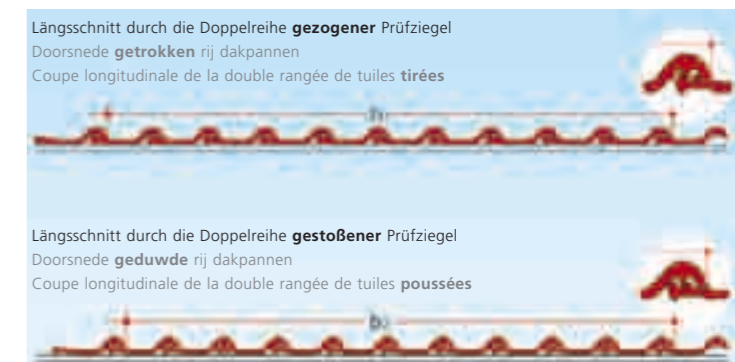 Längsschnitt durch die Doppelreihe gezogener Prüfziegel
Doorsnede getrokken rij dakpannen
Coupe longitudinale de la double rangée de tuiles tirées
Längsschnitt durch die Doppelreihe gestoßener Prüfziegel
Doorsnede geduwde rij dakpannen
Coupe longitudinale de la double rangée de tuiles poussées